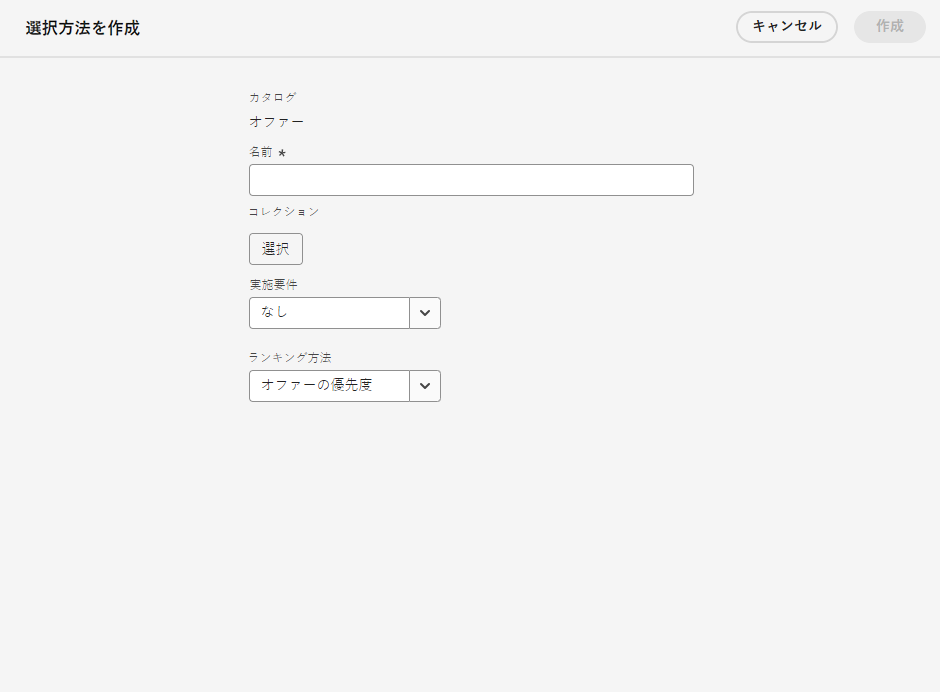 選択方法を作成
キャンセル
作成
カタログ
オファー
名前 *
コレクション
選択
実施要件
なし
ランキング方法
オファーの優先度